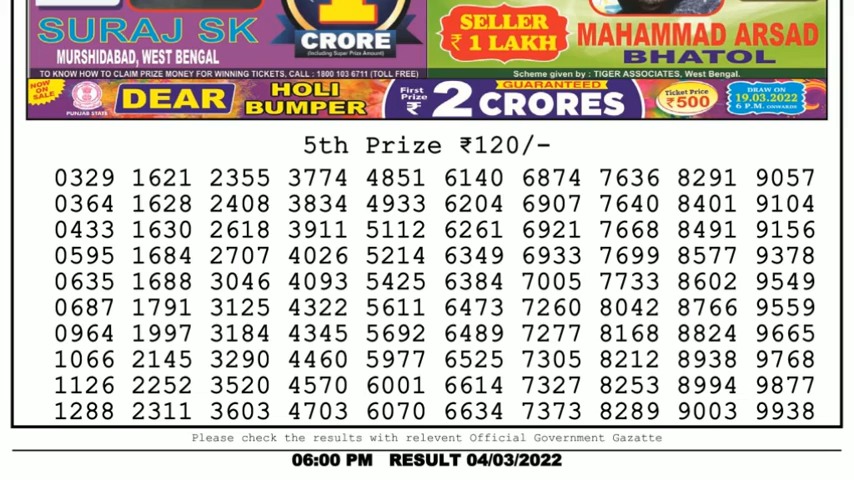 SURAJ SK
MURSHIDABAD, WEST BENGAL
1
CRORE
(Including Super Prize Amount)
SELLER
₹ 1 LAKH
MAHAMMAD ARSAD
BHATOL
TO KNOW HOW TO CLAIM PRIZE MONEY FOR WINNING TICKETS. CALL : 1800 103 6711 (TOLL FREE)
Scheme given by : TIGER ASSOCIATES, West Bengal.
NOW ON SALE
PUNJAB STATE
DEAR
HOLI
BUMPER
First Prize ₹
2 CRORES
GUARANTEED
Ticket Price
₹500
DRAW ON
19.03.2022
6 P.M. ONWARDS
5th Prize ₹120/-
0329 1621 2355 3774 4851 6140 6874 7636 8291 9057
0364 1628 2408 3834 4933 6204 6907 7640 8401 9104
0433 1630 2618 3911 5112 6261 6921 7668 8491 9156
0595 1684 2707 4026 5214 6349 6933 7699 8577 9378
0635 1688 3046 4093 5425 6384 7005 7733 8602 9549
0687 1791 3125 4322 5611 6473 7260 8042 8766 9559
0964 1997 3184 4345 5692 6489 7277 8168 8824 9665
1066 2145 3290 4460 5977 6525 7305 8212 8938 9768
1126 2252 3520 4570 6001 6614 7327 8253 8994 9877
1288 2311 3603 4703 6070 6634 7373 8289 9003 9938
Please check the results with relevent Official Government Gazatte
06:00 PM RESULT 04/03/2022